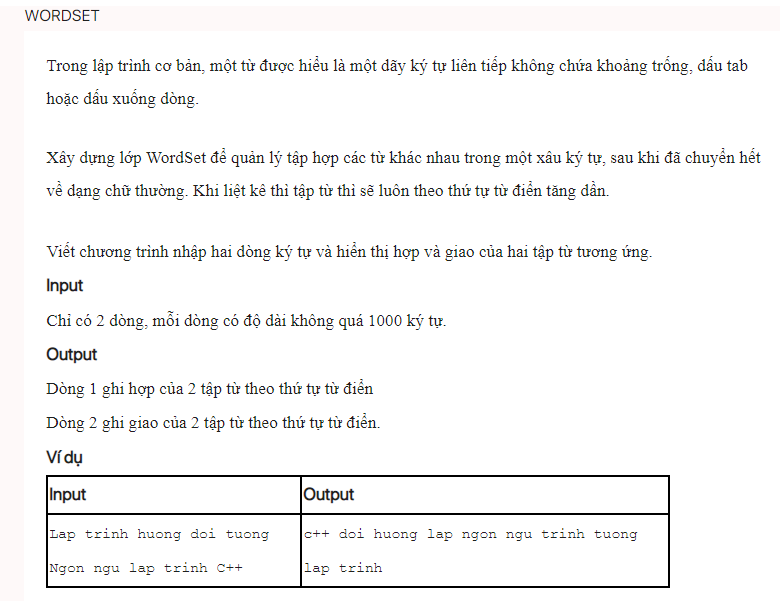 WORDSET
Trong lập trình cơ bản, một từ được hiểu là một dãy ký tự liên tiếp không chứa khoảng trống, dấu tab
hoặc dấu xuống dòng.
Xây dựng lớp WordSet để quản lý tập hợp các từ khác nhau trong một xâu ký tự, sau khi đã chuyển hết
về dạng chữ thường. Khi liệt kê thì tập từ thì sẽ luôn theo thứ tự từ điển tăng dần.
Viết chương trình nhập hai dòng ký tự và hiển thị hợp và giao của hai tập từ tương ứng.
Input
Chỉ có 2 dòng, mỗi dòng có độ dài không quá 1000 ký tự.
Output
Dòng 1 ghi hợp của 2 tập từ theo thứ tự từ điển
Dòng 2 ghi giao của 2 tập từ theo thứ tự từ điển.
Ví dụ
Input Output
Lap trinh huong doi tuong c++ doi huong lap ngon ngu trinh tuong
Ngon ngu lap trinh C++ lap trinh